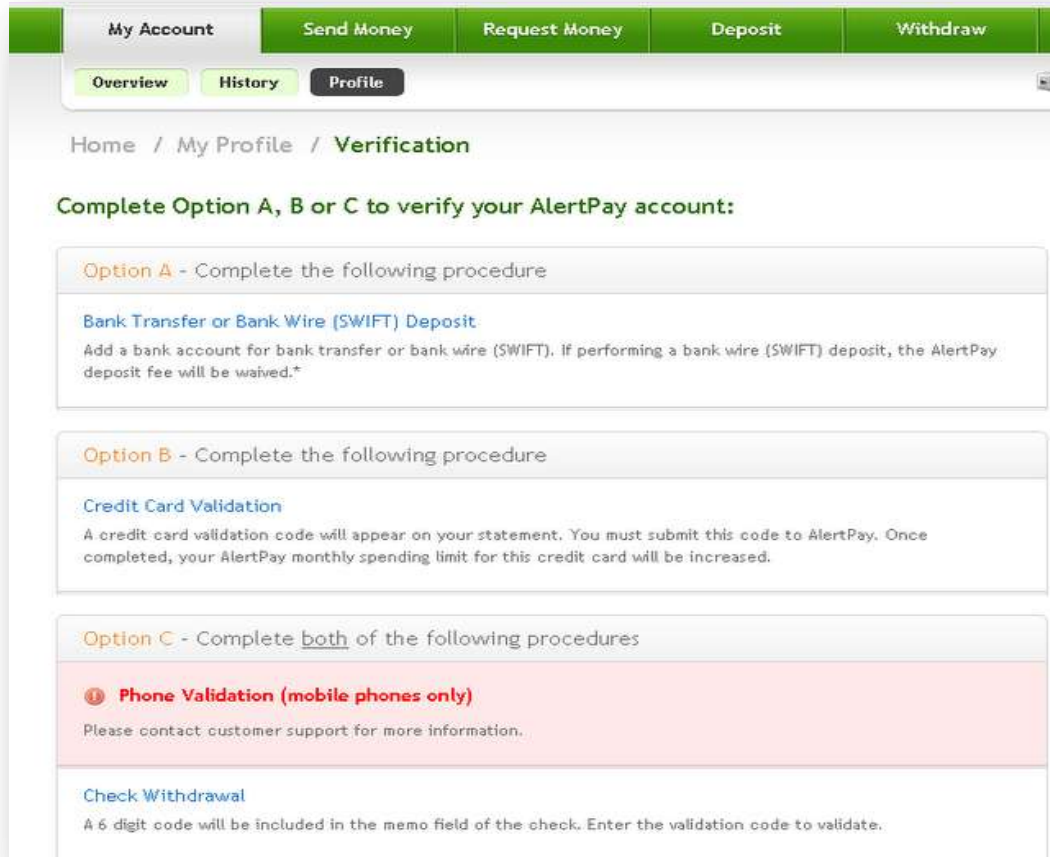 My Account Send Money Request Money Deposit Withdraw
Overview History Profile
Home / My Profile / Verification
Complete Option A, B or C to verify your AlertPay account:
Option A - Complete the following procedure
Bank Transfer or Bank Wire (SWIFT) Deposit
Add a bank account for bank transfer or bank wire (SWIFT). If performing a bank wire (SWIFT) deposit, the AlertPay
deposit fee will be waived.*
Option B - Complete the following procedure
Credit Card Validation
A credit card validation code will appear on your statement. You must submit this code to AlertPay. Once
completed, your AlertPay monthly spending limit for this credit card will be increased.
Option C - Complete both of the following procedures
Phone Validation (mobile phones only)
Please contact customer support for more information.
Check Withdrawal
A 6 digit code will be included in the memo field of the check. Enter the validation code to validate.